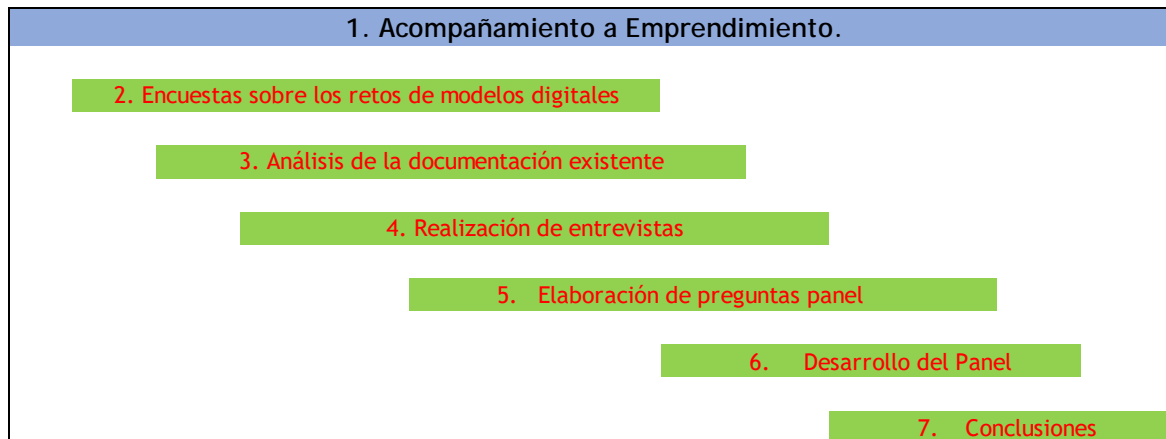 1. Acompañamiento a Emprendimiento.
2. Encuestas sobre los retos de modelos digitales
3. Análisis de la documentación existente
4. Realización de entrevistas
5. Elaboración de preguntas panel
6. Desarrollo del Panel
7. Conclusiones